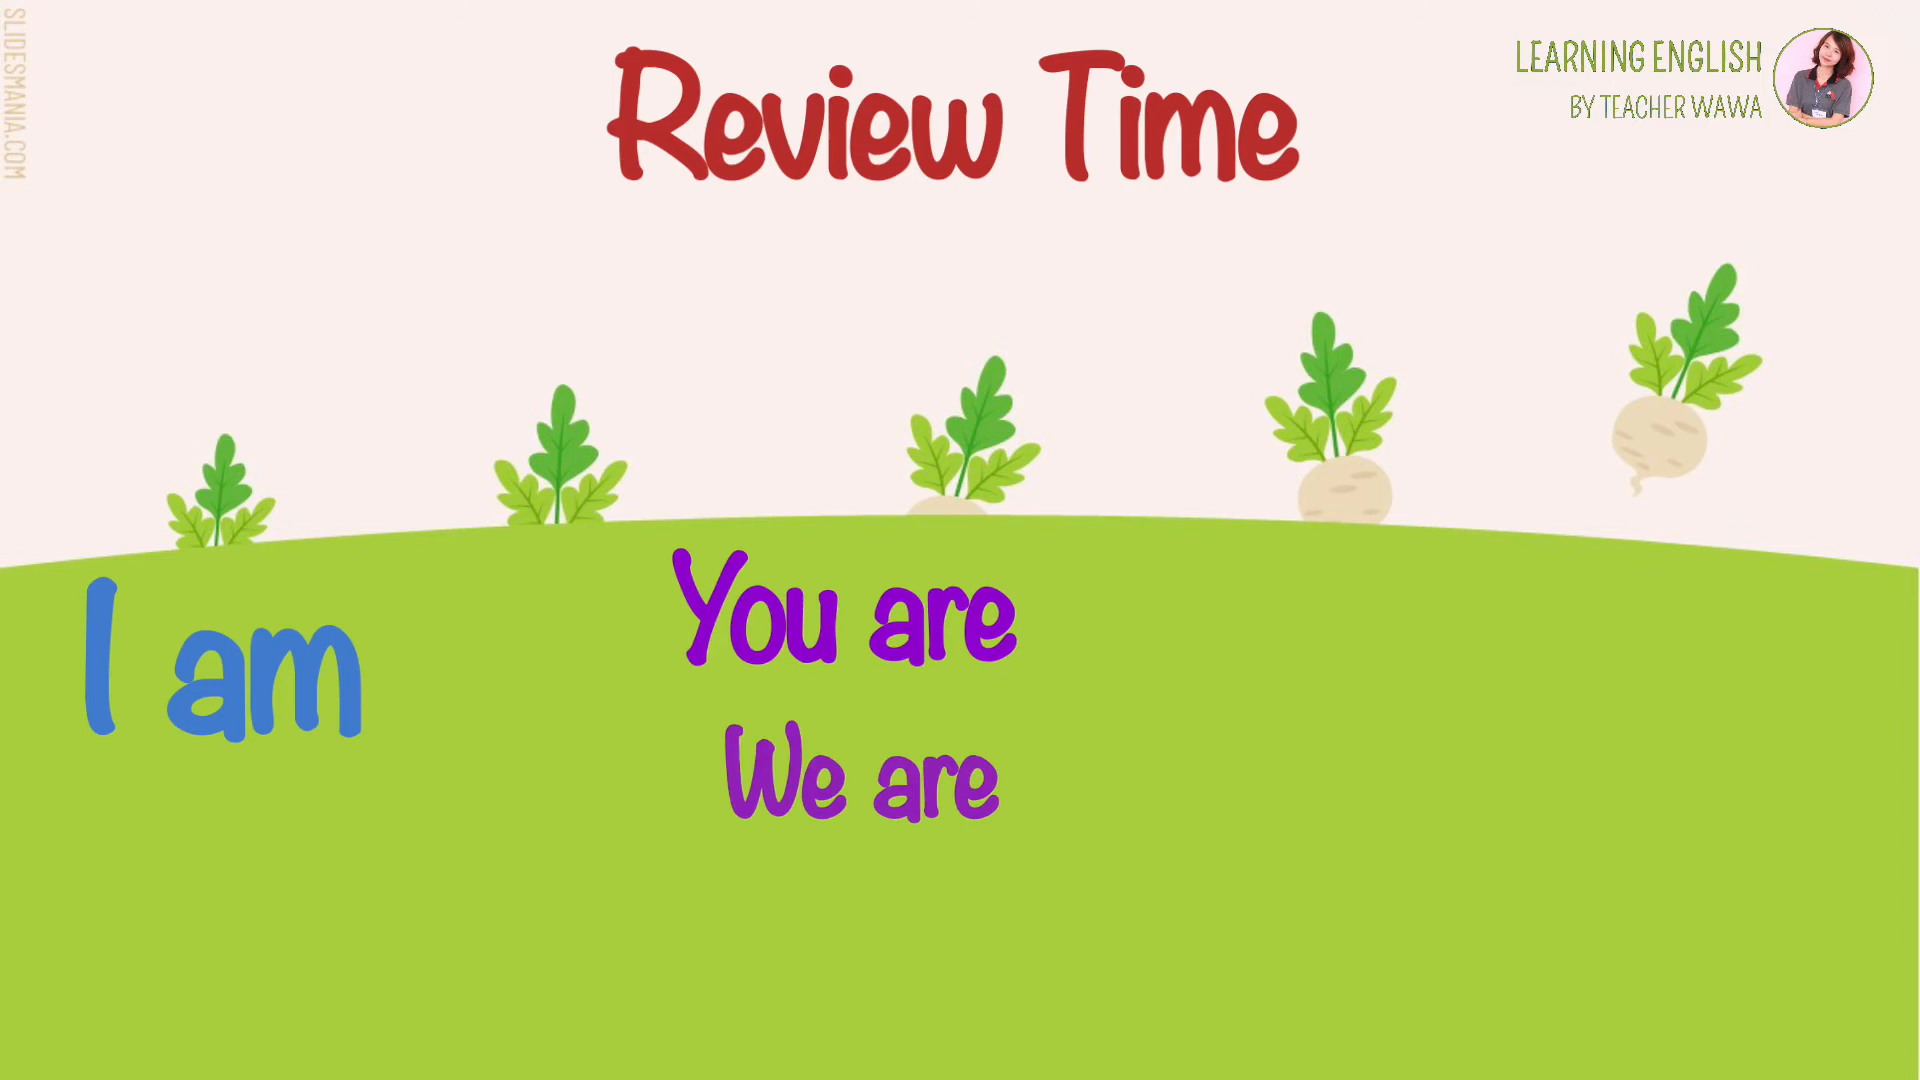 SLIDESMANIA.COM
Review Time
LEARNING ENGLISH
BY TEACHER WAWA
I am
You are
We are